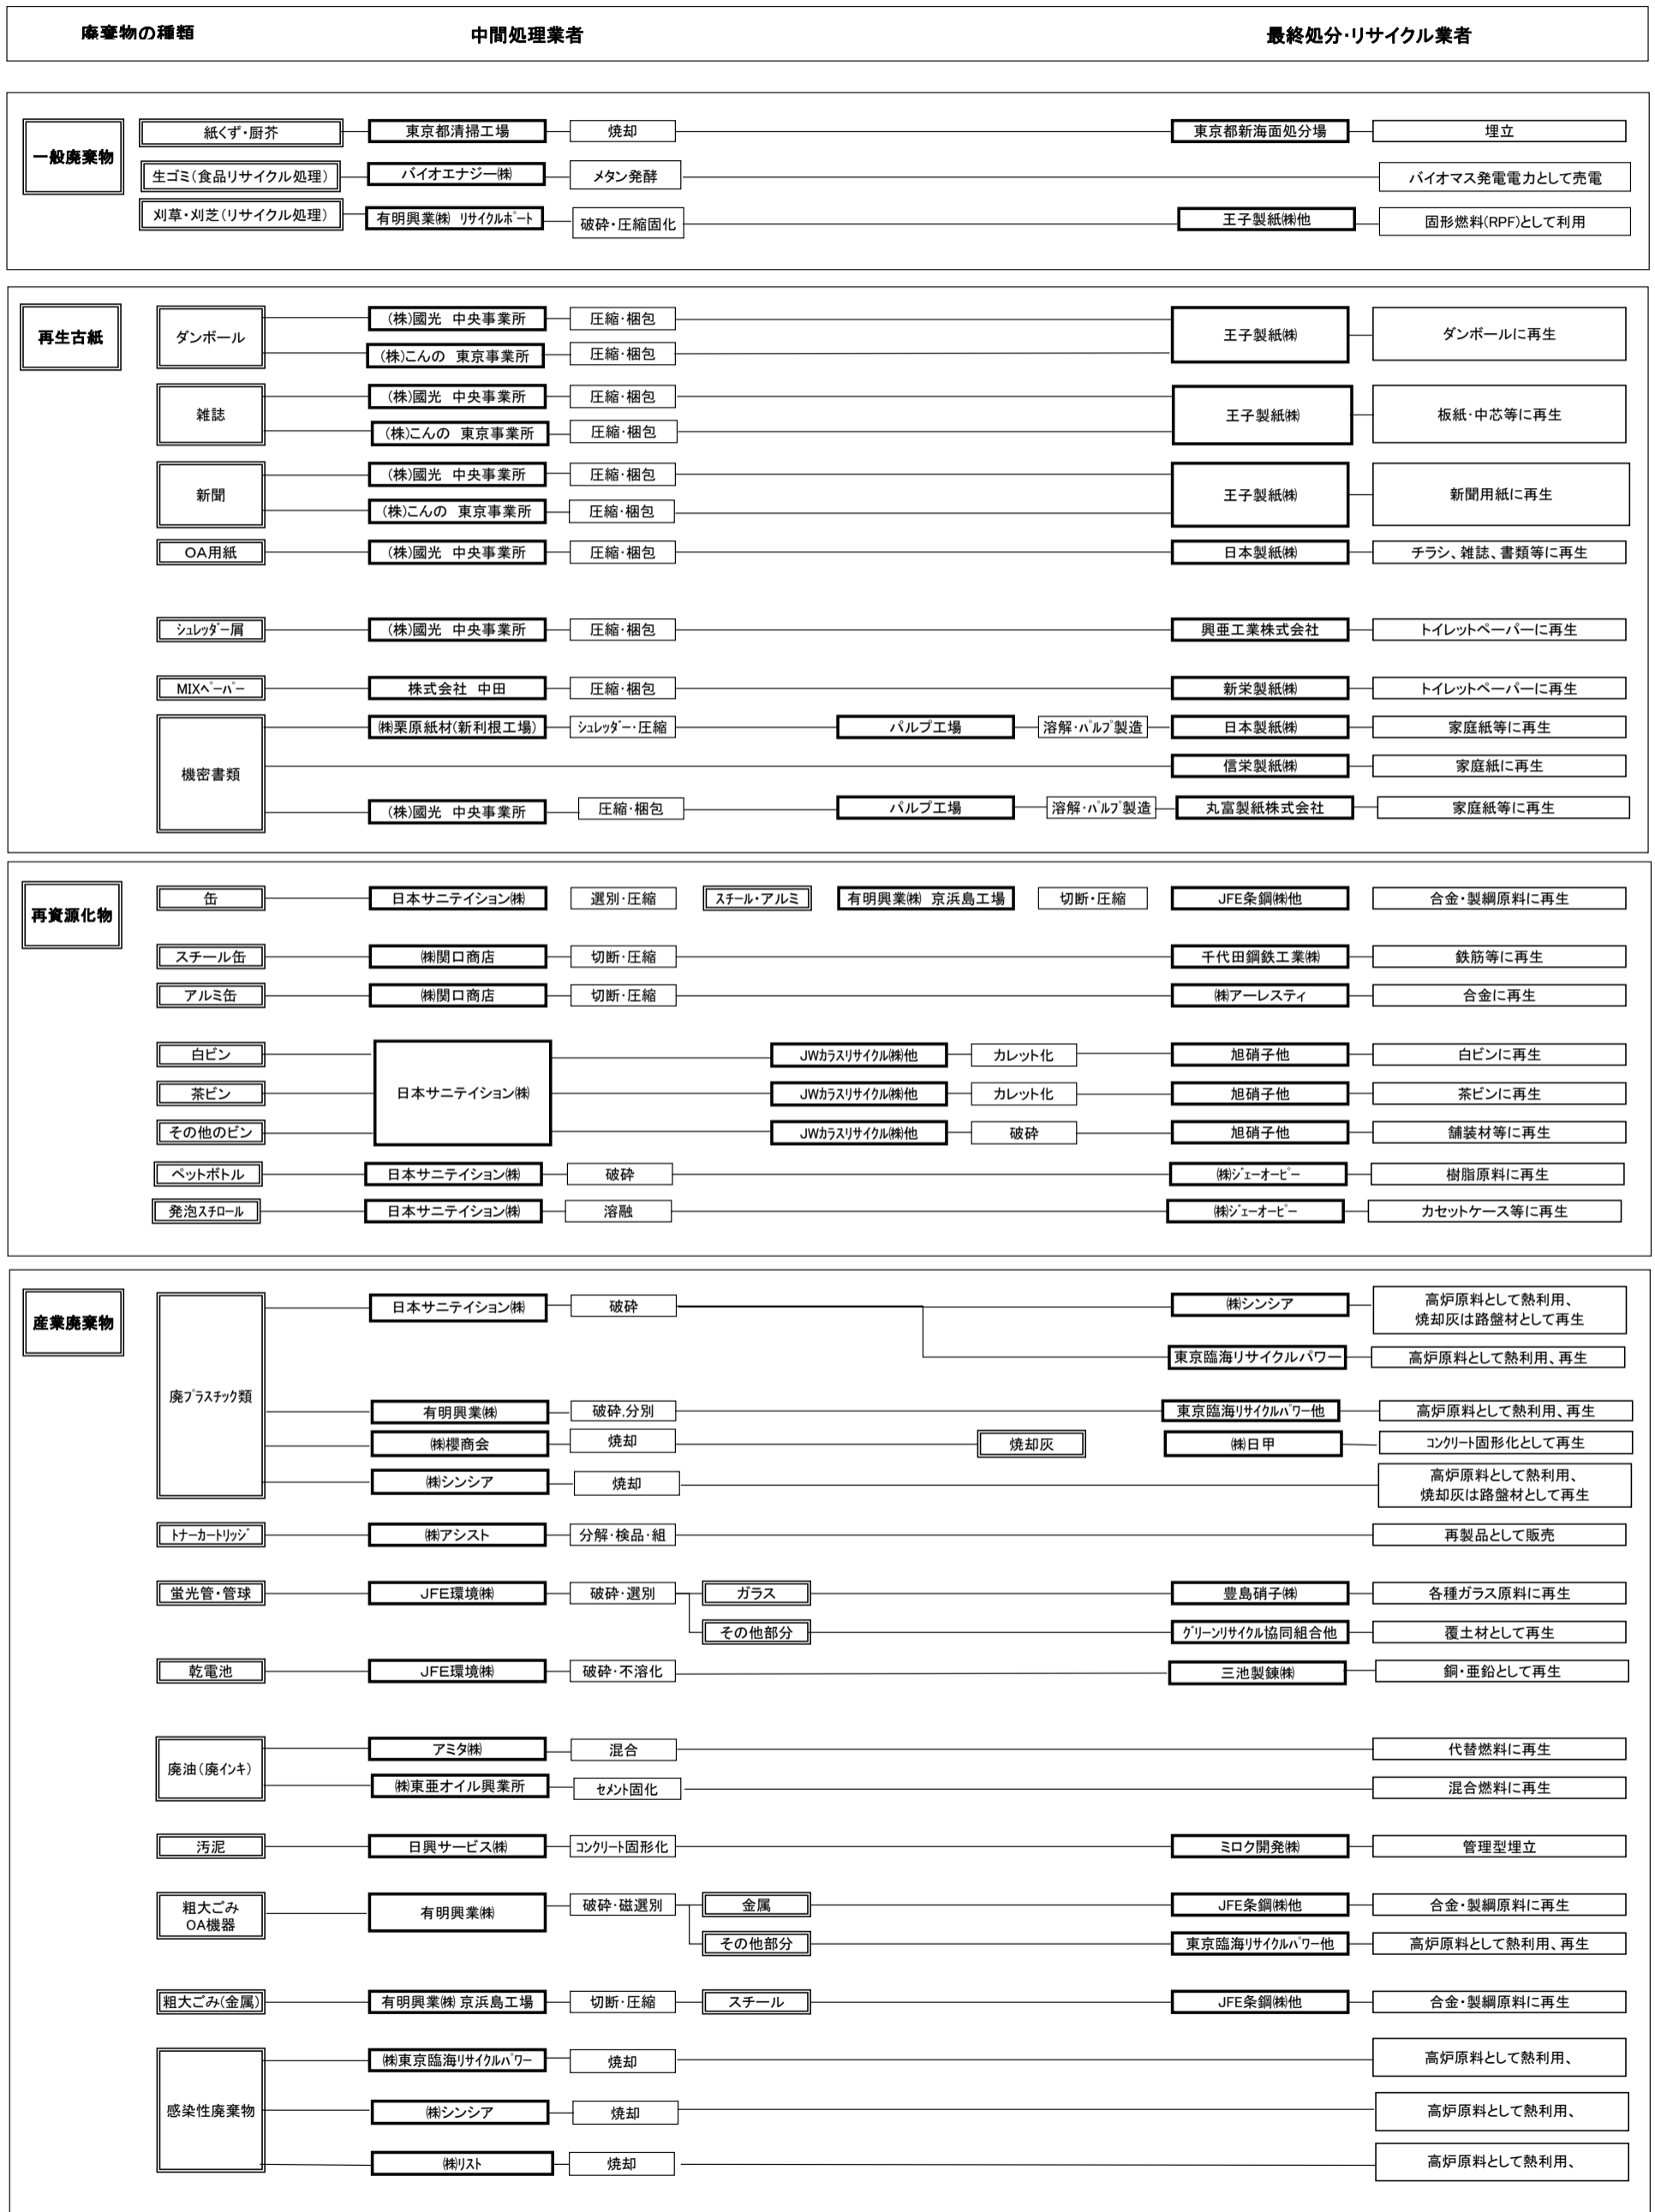 廃棄物の種類 中間処理業者 最終処分・リサイクル業者
一般廃棄物
紙くず・厨芥 東京都清掃工場 焼却 東京都新海面処分場 埋立
生ゴミ(食品リサイクル処理) バイオエナジー㈱ メタン発酵 バイオマス発電電力として売電
刈草・刈芝(リサイクル処理) 有明興業㈱ ﾘｻｲｸﾙﾎﾟｰﾄ 破砕・圧縮固化 王子製紙㈱他 固形燃料(RPF)として利用
再生古紙
ダンボール (株)國光 中央事業所 圧縮・梱包 王子製紙㈱ ダンボールに再生
(株)こんの 東京事業所 圧縮・梱包
雑誌 (株)國光 中央事業所 圧縮・梱包 王子製紙㈱ 板紙・中芯等に再生
(株)こんの 東京事業所 圧縮・梱包
新聞 (株)國光 中央事業所 圧縮・梱包 王子製紙㈱ 新聞用紙に再生
(株)こんの 東京事業所 圧縮・梱包
OA用紙 (株)國光 中央事業所 圧縮・梱包 日本製紙㈱ チラシ、雑誌、書類等に再生
ｼｭﾚｯﾀﾞｰ屑 (株)國光 中央事業所 圧縮・梱包 興亜工業株式会社 トイレットペーパーに再生
MIXﾍﾟｰﾊﾟｰ 株式会社 中田 圧縮・梱包 新栄製紙㈱ トイレットペーパーに再生
機密書類 ㈱栗原紙材(新利根工場) ｼｭﾚｯﾀﾞｰ・圧縮 パルプ工場 溶解・ﾊﾟﾙﾌﾟ製造 日本製紙㈱ 家庭紙等に再生
信栄製紙㈱ 家庭紙に再生
(株)國光 中央事業所 圧縮・梱包 パルプ工場 溶解・ﾊﾟﾙﾌﾟ製造 丸富製紙株式会社 家庭紙等に再生
再資源化物
缶 日本サニテイション㈱ 選別・圧縮 ｽﾁｰﾙ・アルミ 有明興業㈱ 京浜島工場 切断・圧縮 JFE条鋼㈱他 合金・製綱原料に再生
スチール缶 ㈱関口商店 切断・圧縮 千代田鋼鉄工業㈱ 鉄筋等に再生
アルミ缶 ㈱関口商店 切断・圧縮 ㈱アーレスティ 合金に再生
白ビン 日本サニテイション㈱ JWｶﾗｽﾘｻｲｸﾙ㈱他 カレット化 旭硝子他 白ビンに再生
茶ビン JWｶﾗｽﾘｻｲｸﾙ㈱他 カレット化 旭硝子他 茶ビンに再生
その他のビン JWｶﾗｽﾘｻｲｸﾙ㈱他 破砕 旭硝子他 舗装材等に再生
ペットボトル 日本サニテイション㈱ 破砕 ㈱ｼﾞｪｰオーﾋﾟｰ 樹脂原料に再生
発泡ｽﾁﾛｰﾙ 日本サニテイション㈱ 溶融 ㈱ｼﾞｪｰオーﾋﾟｰ カセットケース等に再生
産業廃棄物
廃ﾌﾟﾗｽﾁｯｸ類 日本サニテイション㈱ 破砕 ㈱シンシア 高炉原料として熱利用、
焼却灰は路盤材として再生
東京臨海リサイクルパワー 高炉原料として熱利用、再生
有明興業㈱ 破砕,分別 東京臨海ﾘｻｲｸﾙﾊﾟﾜｰ他 高炉原料として熱利用、再生
㈱櫻商会 焼却 焼却灰 ㈱日甲 ｺﾝｸﾘｰﾄ固形化として再生
㈱シンシア 焼却 高炉原料として熱利用、
焼却灰は路盤材として再生
ﾄﾅｰｶｰﾄﾘｯｼﾞ ㈱アシスト 分解・検品・組 再製品として販売
蛍光管・管球 JFE環境㈱ 破砕・選別 ガラス 豊島硝子㈱ 各種ガラス原料に再生
その他部分 ｸﾞﾘｰﾝﾘｻｲｸﾙ協同組合他 覆土材として再生
乾電池 JFE環境㈱ 破砕・不溶化 三池製錬㈱ 銅・亜鉛として再生
廃油(廃ｲﾝｷ) アミタ㈱ 混合 代替燃料に再生
㈱東亜オイル興業所 ｾﾒﾝﾄ固化 混合燃料に再生
汚泥 日興サービス㈱ ｺﾝｸﾘｰﾄ固形化 ミロク開発㈱ 管理型埋立
粗大ごみ
OA機器 有明興業㈱ 破砕・磁選別 金属 JFE条鋼㈱他 合金・製綱原料に再生
その他部分 東京臨海ﾘｻｲｸﾙﾊﾟﾜｰ他 高炉原料として熱利用、再生
粗大ごみ(金属) 有明興業㈱ 京浜島工場 切断・圧縮 スチール JFE条鋼㈱他 合金・製綱原料に再生
感染性廃棄物 ㈱東京臨海ﾘｻｲｸﾙﾊﾟﾜｰ 焼却 高炉原料として熱利用、
㈱シンシア 焼却 高炉原料として熱利用、
㈱ﾘｽﾄ 焼却 高炉原料として熱利用、